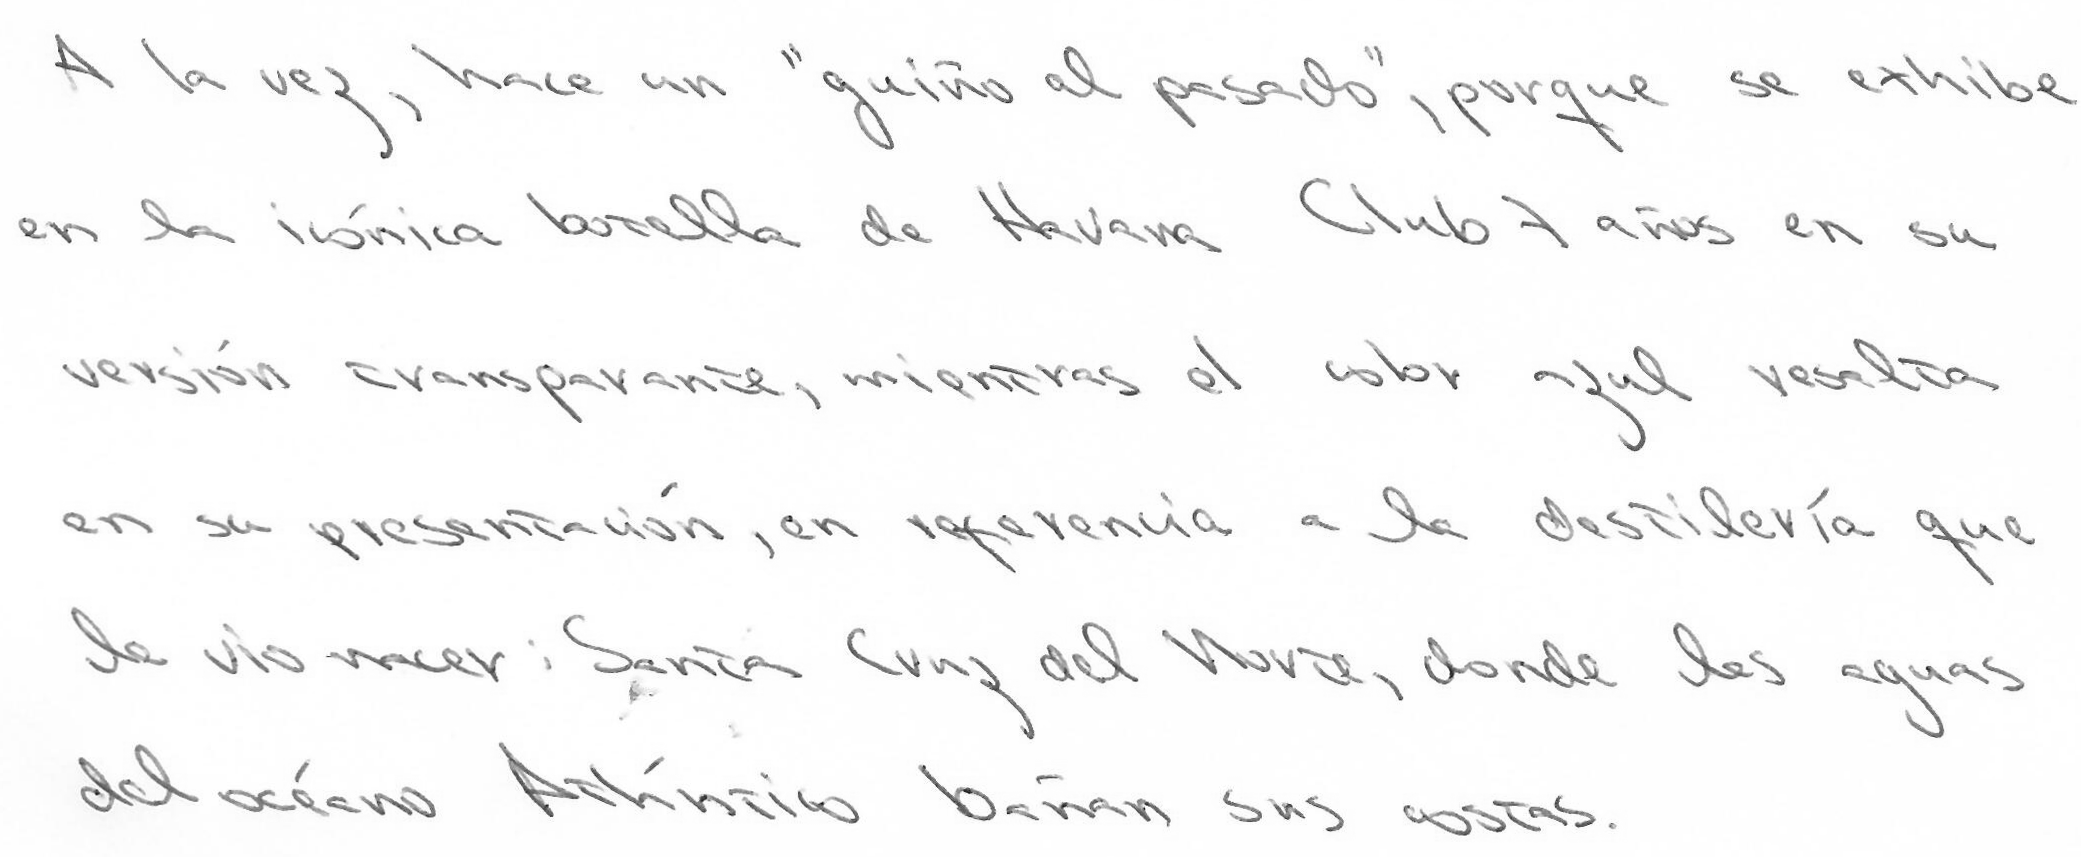 A la vez, hace un "guiño al pasado", porque se exhibe
en la icónica botella de Havana Club 7 años en su
versión transparante, mientras el color azul resalta
en su presentación, en referencia a la destilería que
la vio nacer: Santa Cruz del Norte, donde las aguas
del océano Atlántico bañan sus costas.